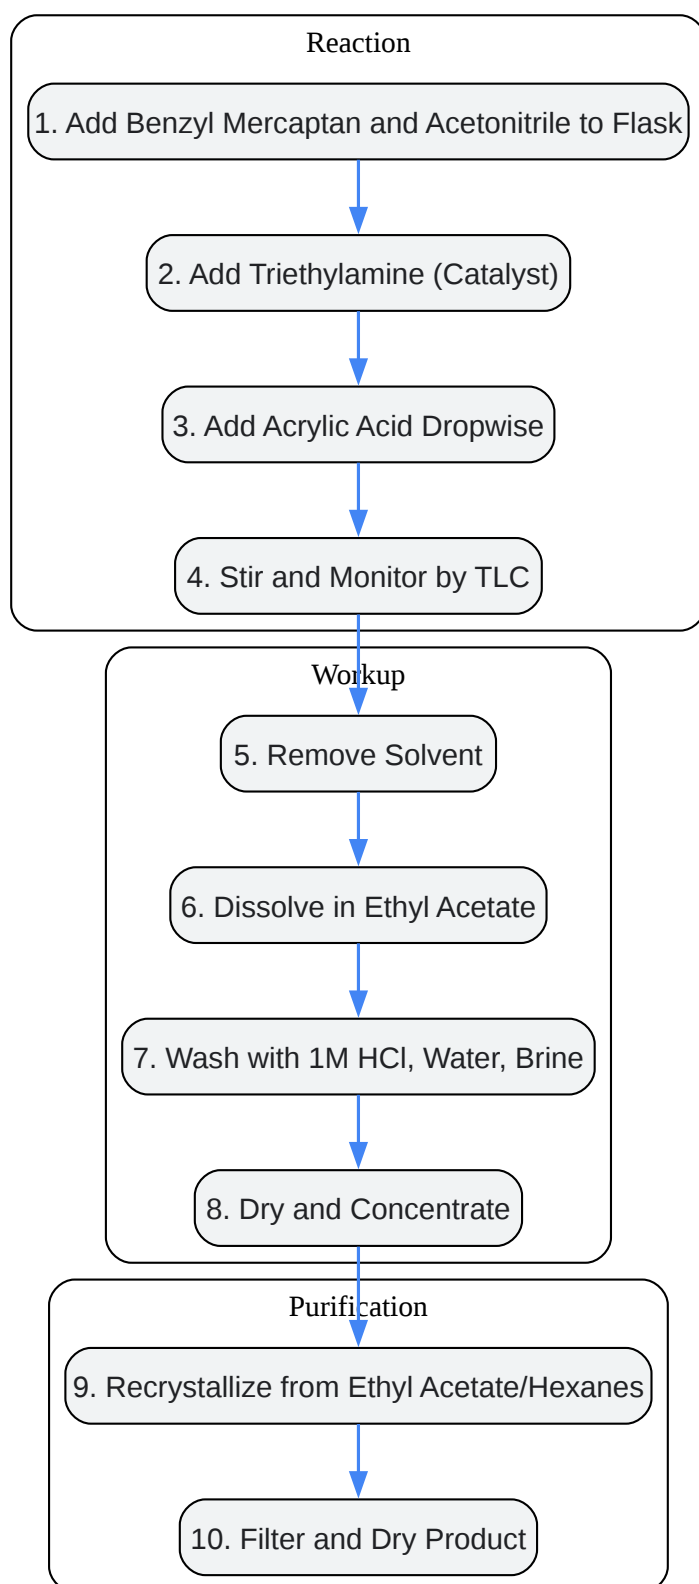 Reaction
1. Add Benzyl Mercaptan and Acetonitrile to Flask
2. Add Triethylamine (Catalyst)
3. Add Acrylic Acid Dropwise
4. Stir and Monitor by TLC
Workup
5. Remove Solvent
6. Dissolve in Ethyl Acetate
7. Wash with 1M HCl, Water, Brine
8. Dry and Concentrate
Purification
9. Recrystallize from Ethyl Acetate/Hexanes
10. Filter and Dry Product